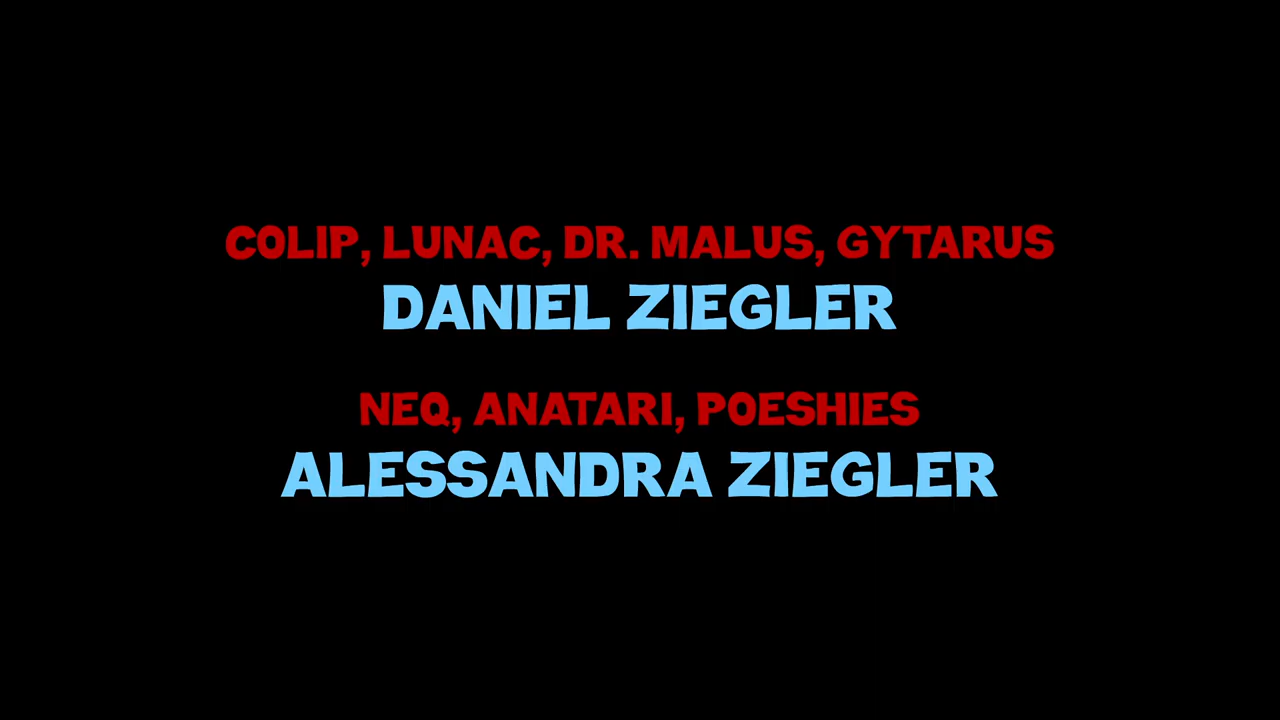 COLIP, LUNAC, DR. MALUS, GYTARUS
DANIEL ZIEGLER
NEQ, ANATARI, POESHIES
ALESSANDRA ZIEGLER